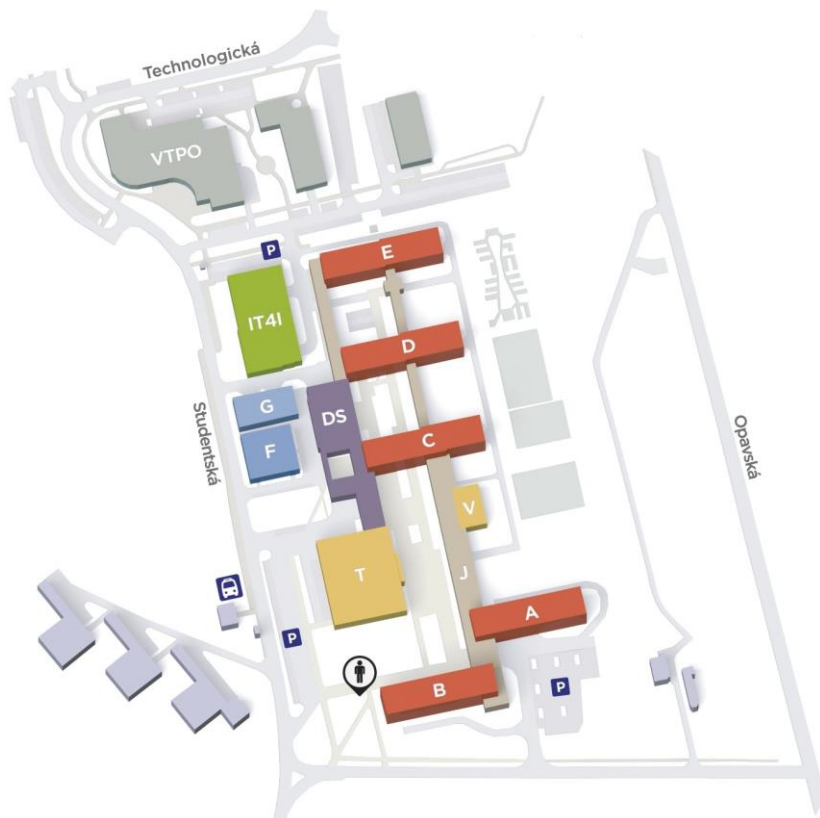 Technologická
VTPO
P
E
IT4I
D
G
DS
Studentská
C
F
Opavská
V
T
J
A
P
B
P